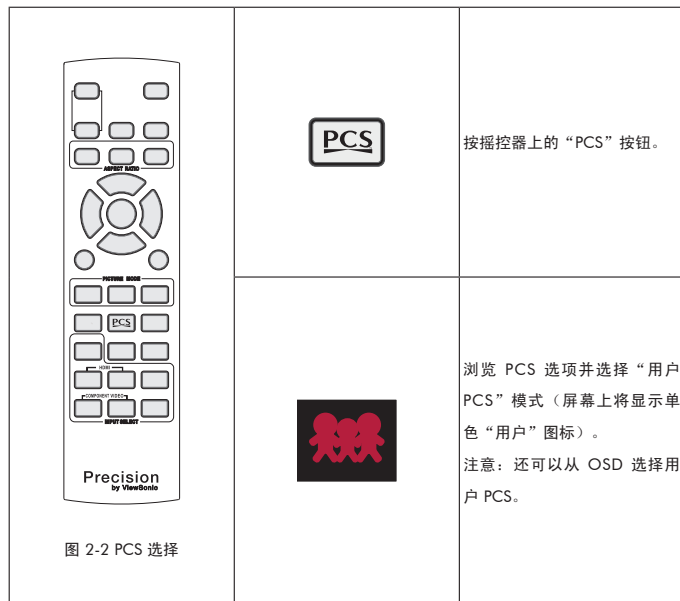 ASPECT RATIO
PICTURE MODE
PCS
HDMI
COMPONENT VIDEO
INPUT SELECT
Precision
by ViewSonic
图 2-2 PCS 选择
PCS
按摇控器上的“PCS”按钮。
浏览 PCS 选项并选择“用户
PCS”模式（屏幕上将显示单
色“用户”图标）。
注意：还可以从 OSD 选择用
户 PCS。